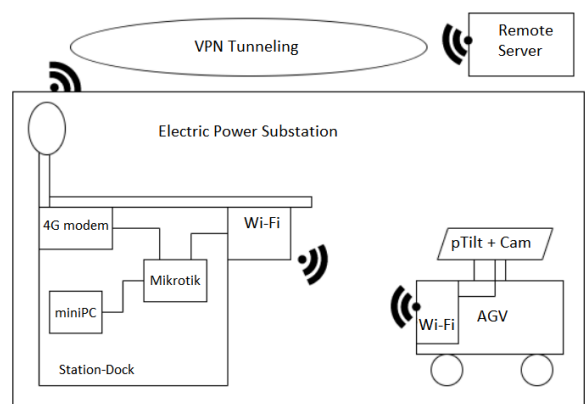 VPN Tunneling
Remote
Server
Electric Power Substation
4G modem
Wi-Fi
Mikrotik
miniPC
Station-Dock
pTilt + Cam
Wi-Fi
AGV